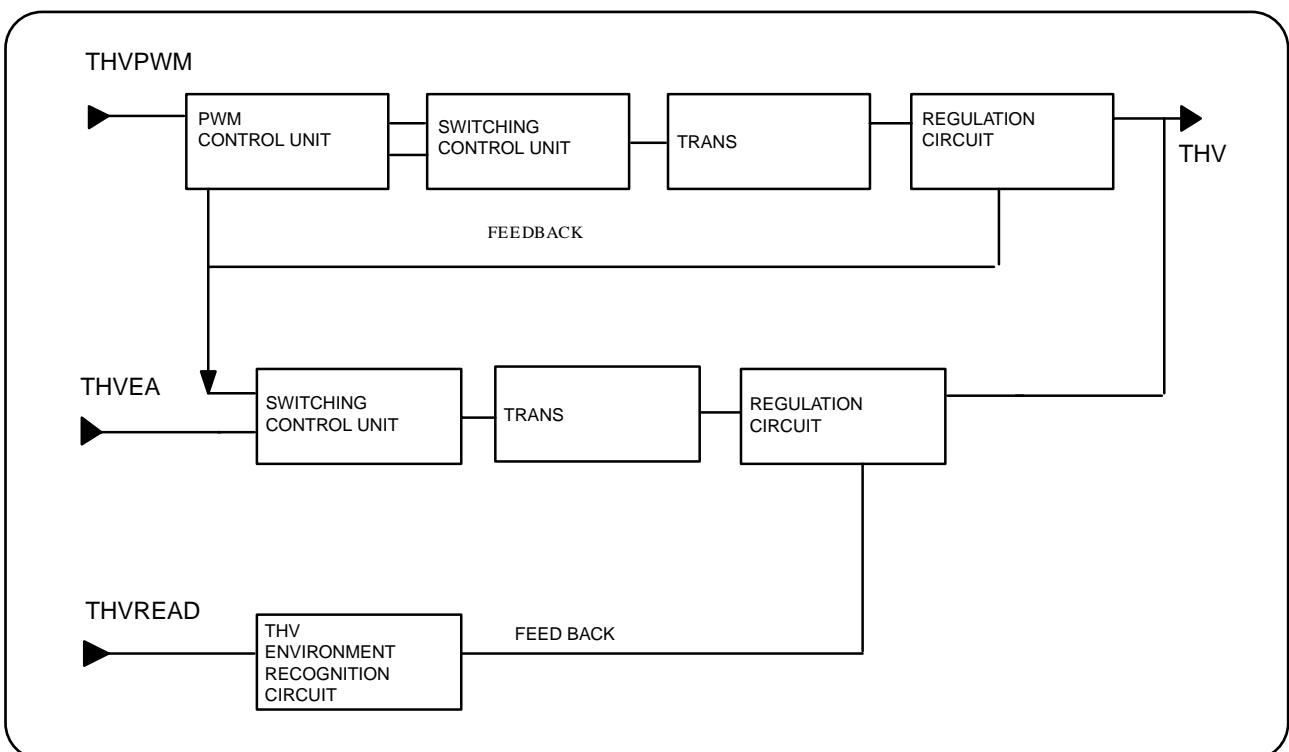 THVPWM
PWM
CONTROL UNIT
SWITCHING
CONTROL UNIT
TRANS
REGULATION
CIRCUIT
THV
FEEDBACK
THVEA
SWITCHING
CONTROL UNIT
TRANS
REGULATION
CIRCUIT
THVREAD
THV
ENVIRONMENT
RECOGNITION
CIRCUIT
FEED BACK